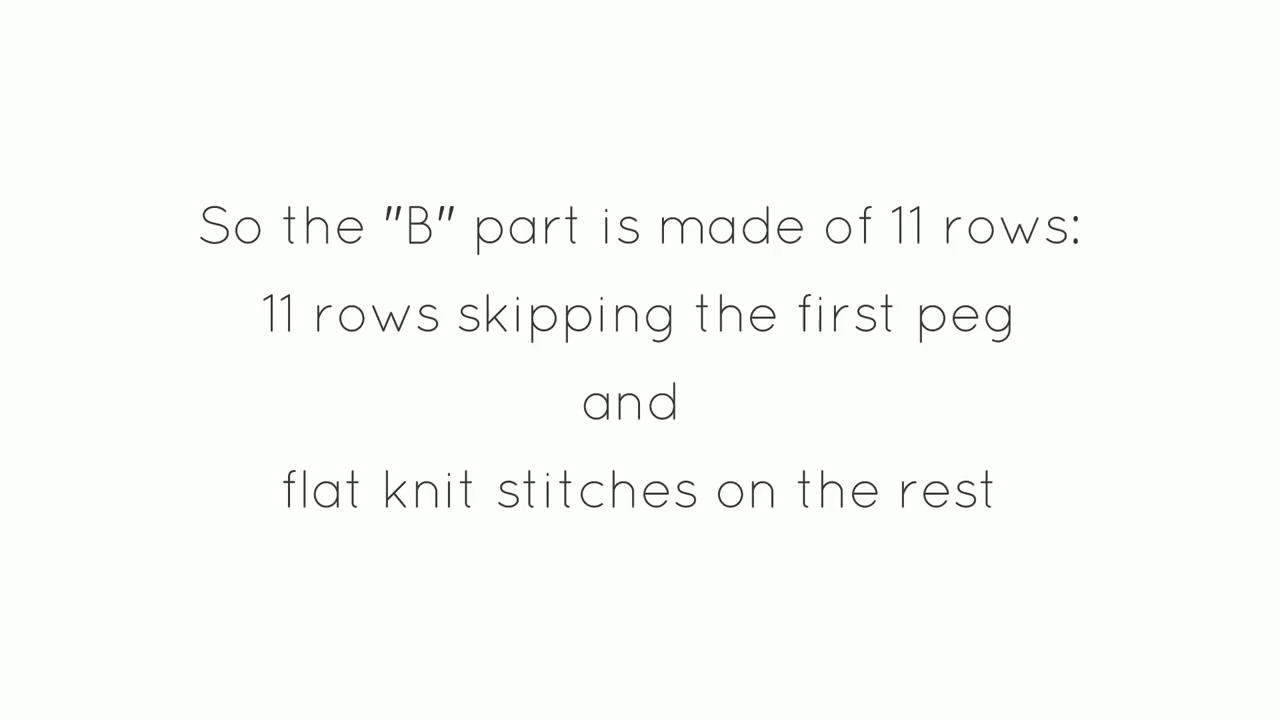 So the "B" part is made of 11 rows:
11 rows skipping the first peg
and
flat knit stitches on the rest